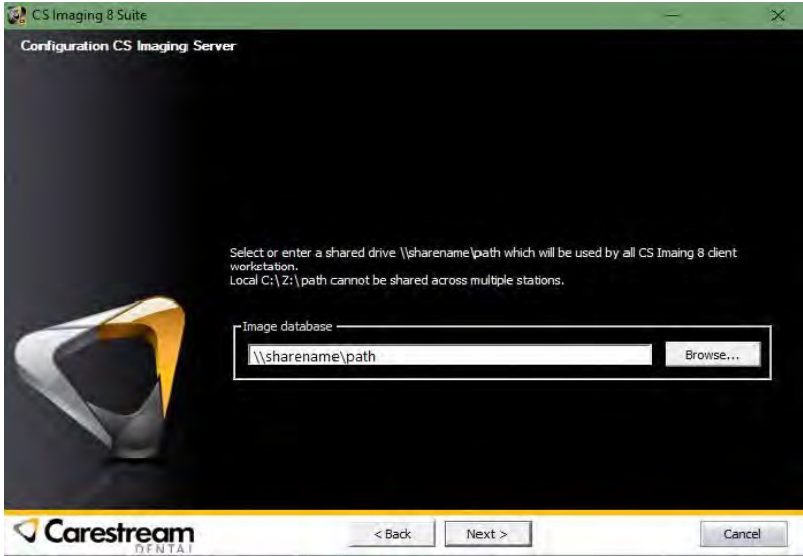 CS Imaging 8 Suite
Configuration CS Imaging Server
Select or enter a shared drive \\sharename\path which will be used by all CS Imaing 8 client
workstation.
Local C:\Z:\path cannot be shared across multiple stations.
Image database
\\sharename\path
Browse...
Carestream
DENTAL
< Back
Next >
Cancel